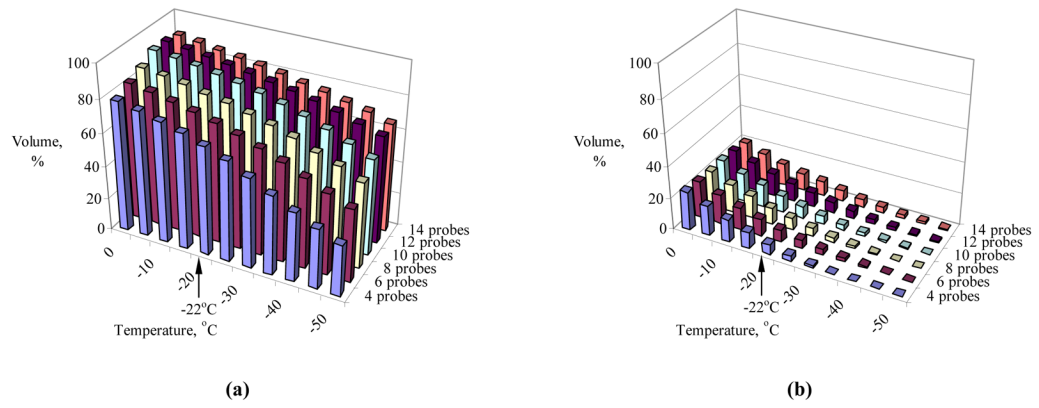 100
80
60
40
20
0
Volume,
%
0
-10
-20
-30
-40
-50
-22ºC
Temperature, °C
14 probes
12 probes
10 probes
8 probes
6 probes
4 probes
(a)
100
80
60
40
20
0
Volume,
%
0
-10
-20
-30
-40
-50
-22ºC
Temperature, °C
14 probes
12 probes
10 probes
8 probes
6 probes
4 probes
(b)